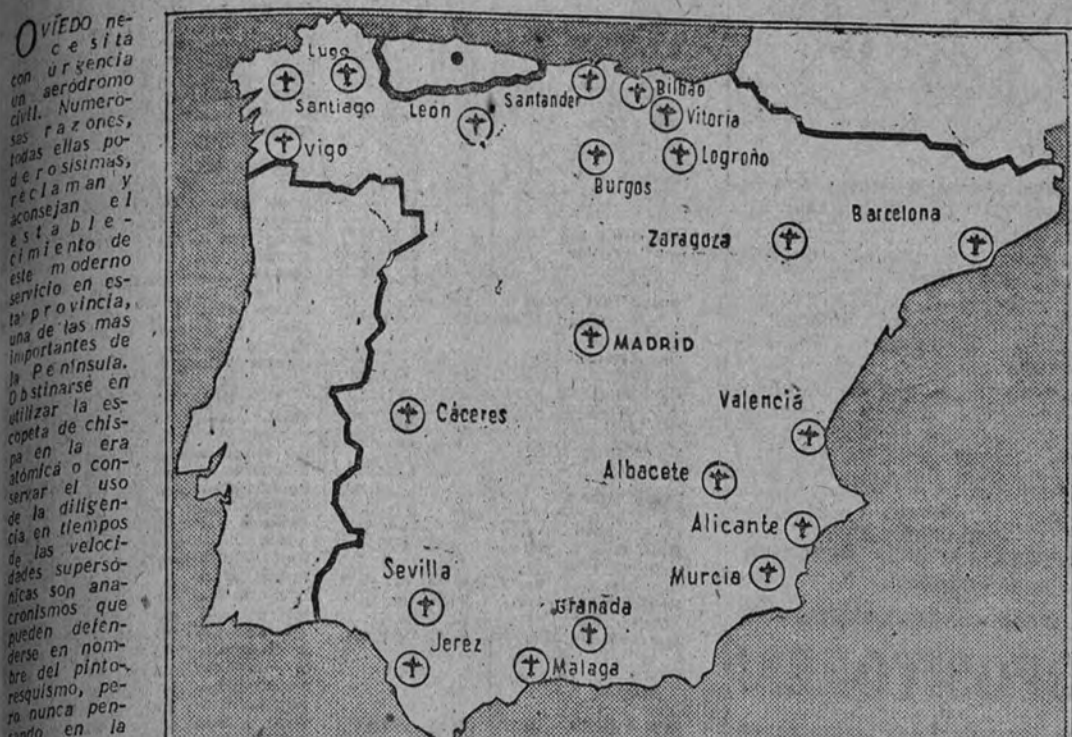 OVIEDO ne-
cesita
con urgencia
un aeródromo
civil. Numero-
sas razones,
todas ellas po-
derosísimas,
reclaman y
aconsejan el
estable-
cimiento de
este moderno
servicio en es-
ta provincia,
una de las mas
importantes de
la Península.
Obstinarse en
utilizar la es-
copeta de chis-
pa en la era
atómica o con-
servar el uso
de la diligen-
cia en tiempos
de las veloci-
dades supersó-
nicas son ana-
cronismos que
pueden defen-
derse en nom-
bre del pinto-
resquismo, pe-
ro nunca pen-
sando en la
Lugo
Santiago
Vigo
León
Santander
Bilbao
Vitoria
Logroño
Burgos
Zaragoza
Barcelona
MADRID
Cáceres
Valencia
Albacete
Alicante
Murcia
Sevilla
Granada
Jerez
Málaga